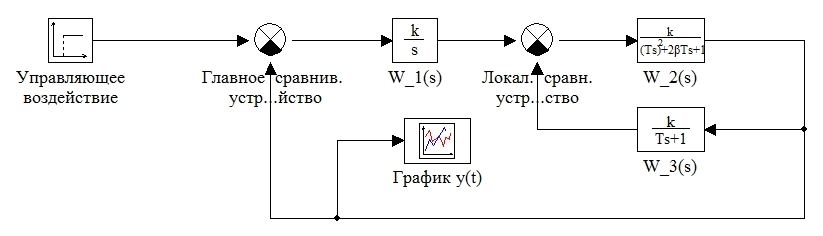 k
s
k
(Ts)²+2βTs+1
Управляющее
воздействие
Главное сравнив.
устр...йство
W_1(s)
Локал. сравн.
устр...ство
W_2(s)
k
Ts+1
W_3(s)
График y(t)